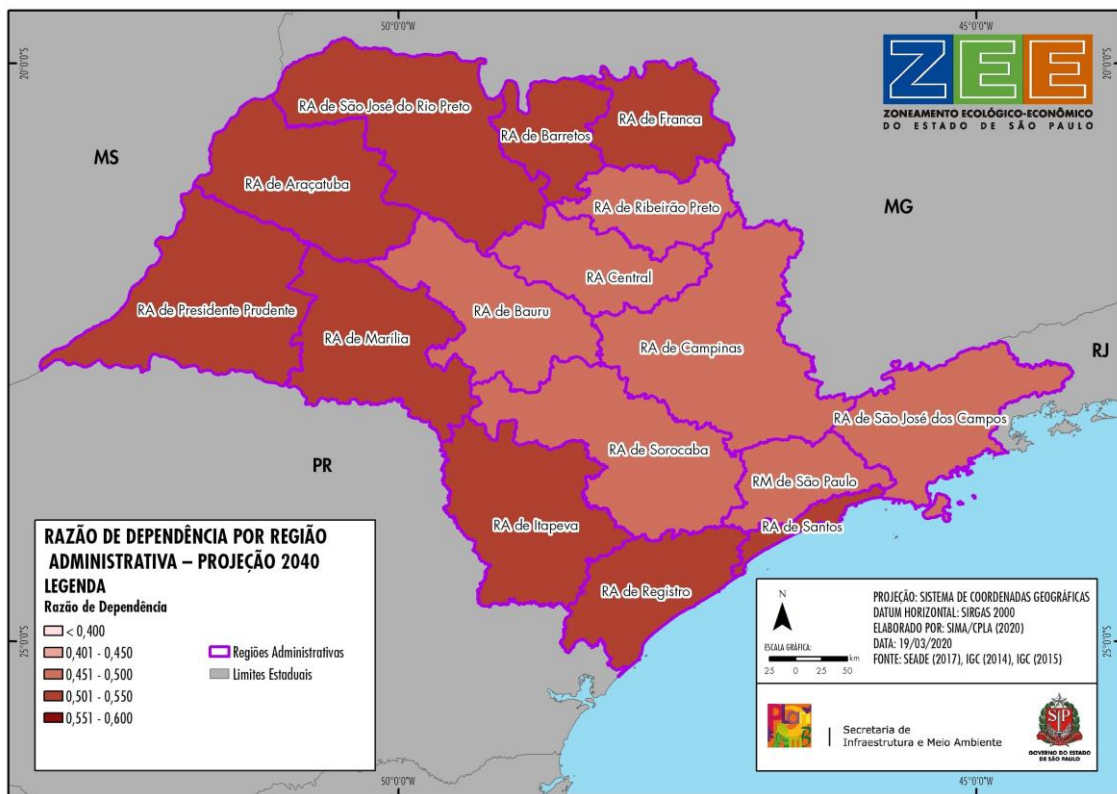 50°0'0"W
45°0'0"W
20°0'0"S
20°0'0"S
ZEE
ZONEAMENTO ECOLÓGICO-ECONÔMICO
DO ESTADO DE SÃO PAULO
RA de São José do Rio Preto
RA de Franca
RA de Barretos
MS
RA de Araçatuba
RA de Ribeirão Preto
MG
RA Central
RA de Presidente Prudente
RA de Bauru
RA de Marília
RA de Campinas
RJ
RA de São José dos Campos
RA de Sorocaba
PR
RM de São Paulo
RA de Itapeva
RA de Santos
RA de Registro
RAZÃO DE DEPENDÊNCIA POR REGIÃO
ADMINISTRATIVA – PROJEÇÃO 2040
LEGENDA
Razão de Dependência
< 0,400
0,401 - 0,450
0,451 - 0,500
0,501 - 0,550
0,551 - 0,600
Regiões Administrativas
Limites Estaduais
N
ESCALA GRÁFICA:
25 0 25 50 km
PROJEÇÃO: SISTEMA DE COORDENADAS GEOGRÁFICAS
DATUM HORIZONTAL: SIRGAS 2000
ELABORADO POR: SIMA/CPLA (2020)
DATA: 19/03/2020
FONTE: SEADE (2017), IGC (2014), IGC (2015)
25°0'0"S
25°0'0"S
Secretaria de
Infraestrutura e Meio Ambiente
SP
GOVERNO DO ESTADO
DE SÃO PAULO
50°0'0"W
45°0'0"W